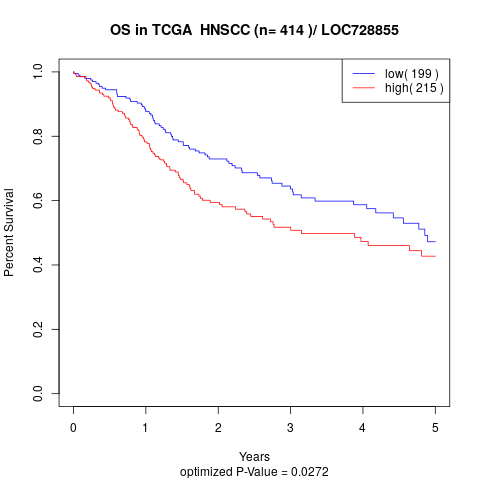 OS in TCGA  HNSCC (n= 414 )/ LOC728855
low( 199 )
high( 215 )
Percent Survival
1.0
0.8
0.6
0.4
0.2
0.0
0 1 2 3 4 5
Years
optimized P-Value = 0.0272